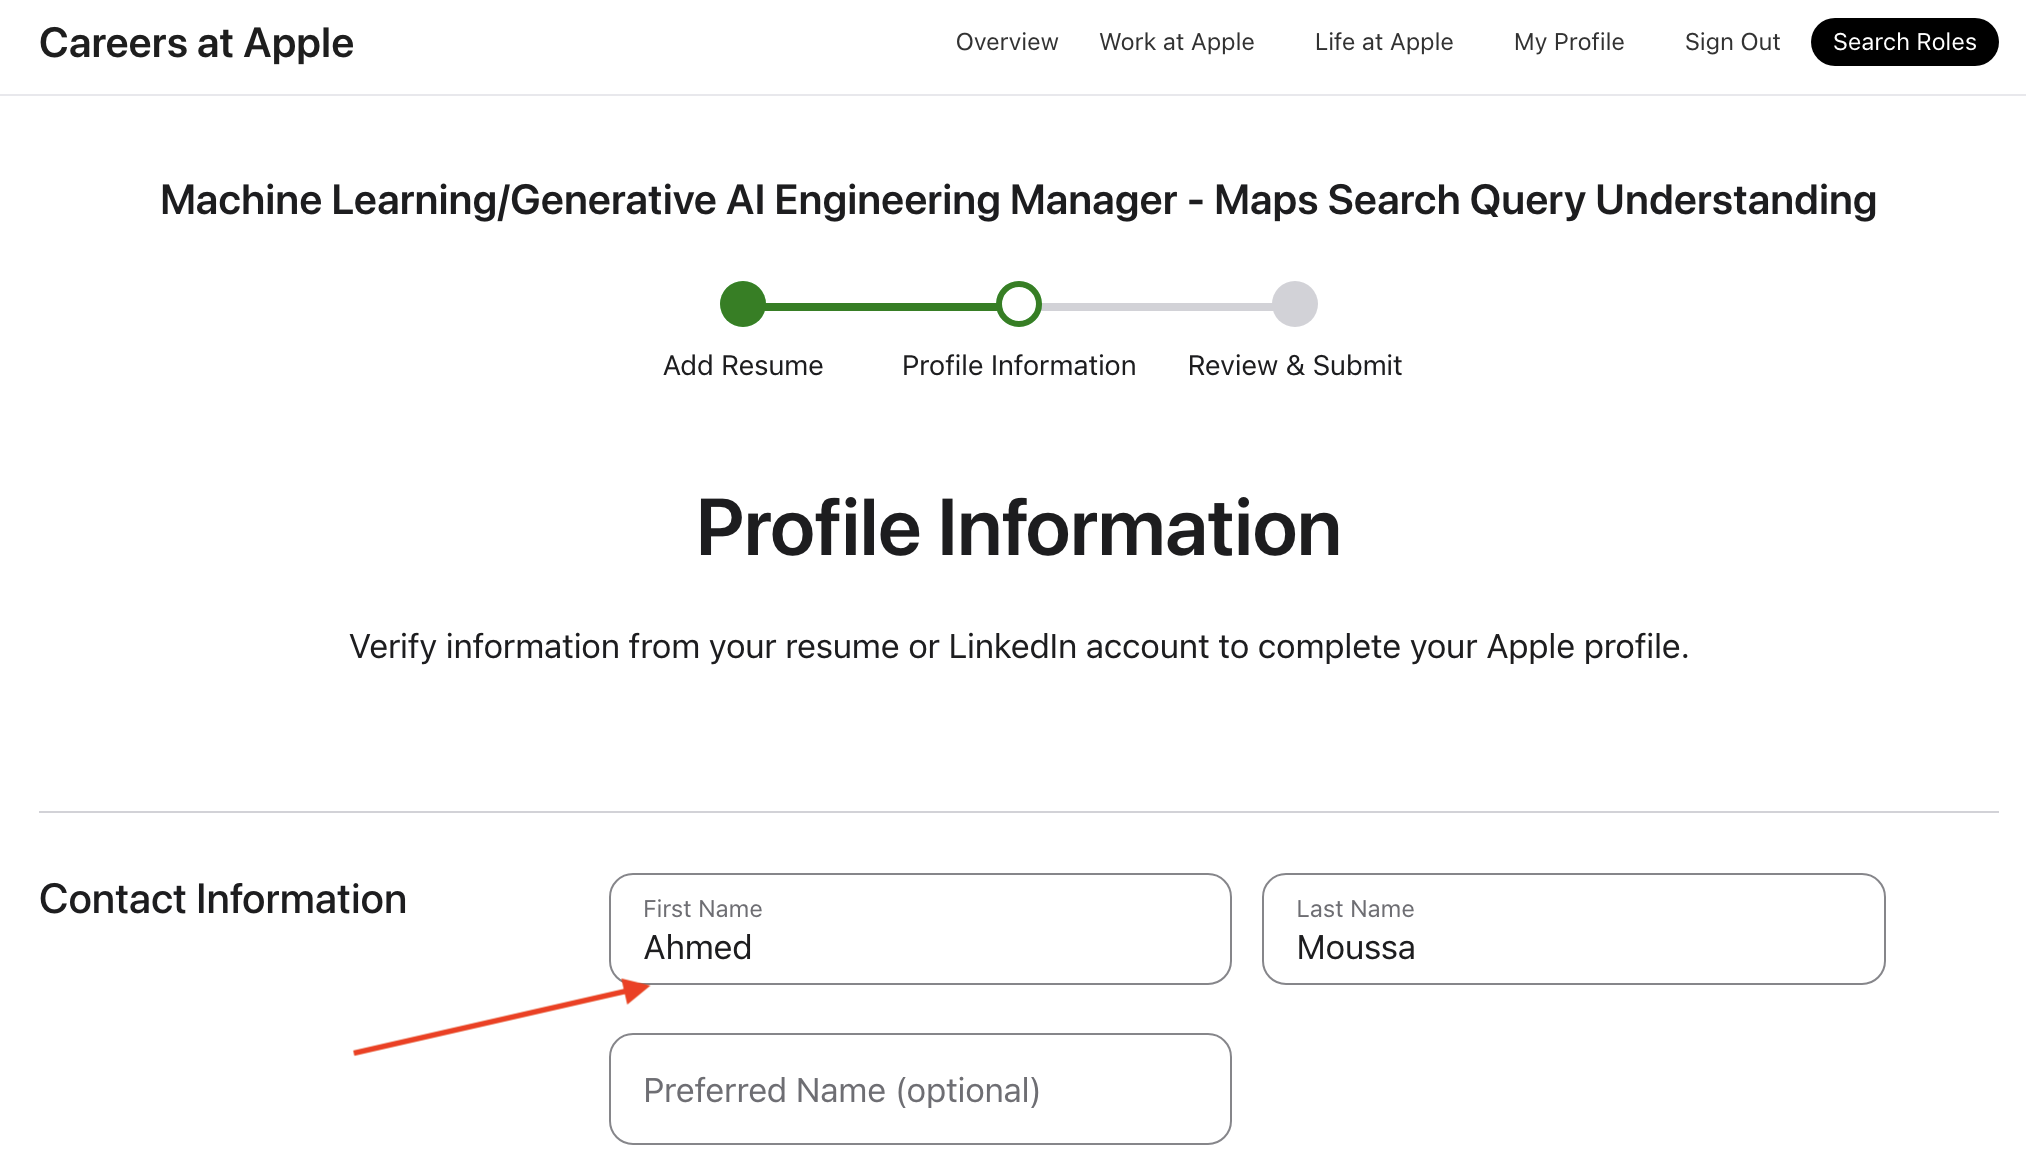 Careers at Apple
Overview
Work at Apple
Life at Apple
My Profile
Sign Out
Search Roles
Machine Learning/Generative AI Engineering Manager - Maps Search Query Understanding
Add Resume
Profile Information
Review & Submit
Profile Information
Verify information from your resume or LinkedIn account to complete your Apple profile.
Contact Information
First Name
Ahmed
Last Name
Moussa
Preferred Name (optional)